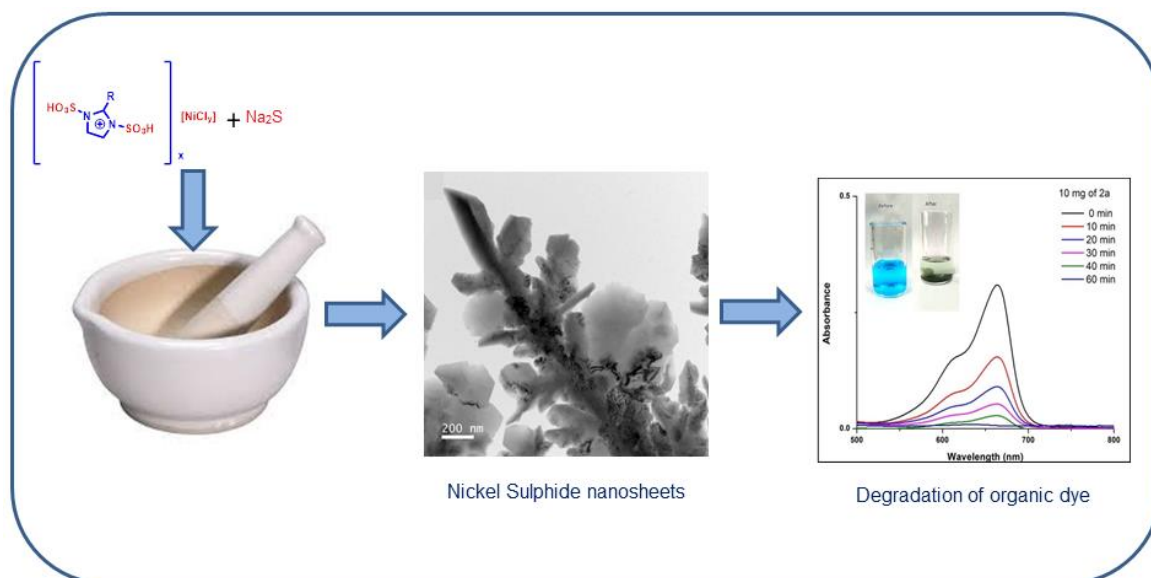 R
HO₃S
N
N
SO₃H
+
x
[NiClᵧ] + Na₂S
200 nm
Nickel Sulphide nanosheets
0.5
0.0
Absorbance
10 mg of 2a
0 min
10 min
20 min
30 min
40 min
60 min
500
600
700
800
Wavelength (nm)
Degradation of organic dye